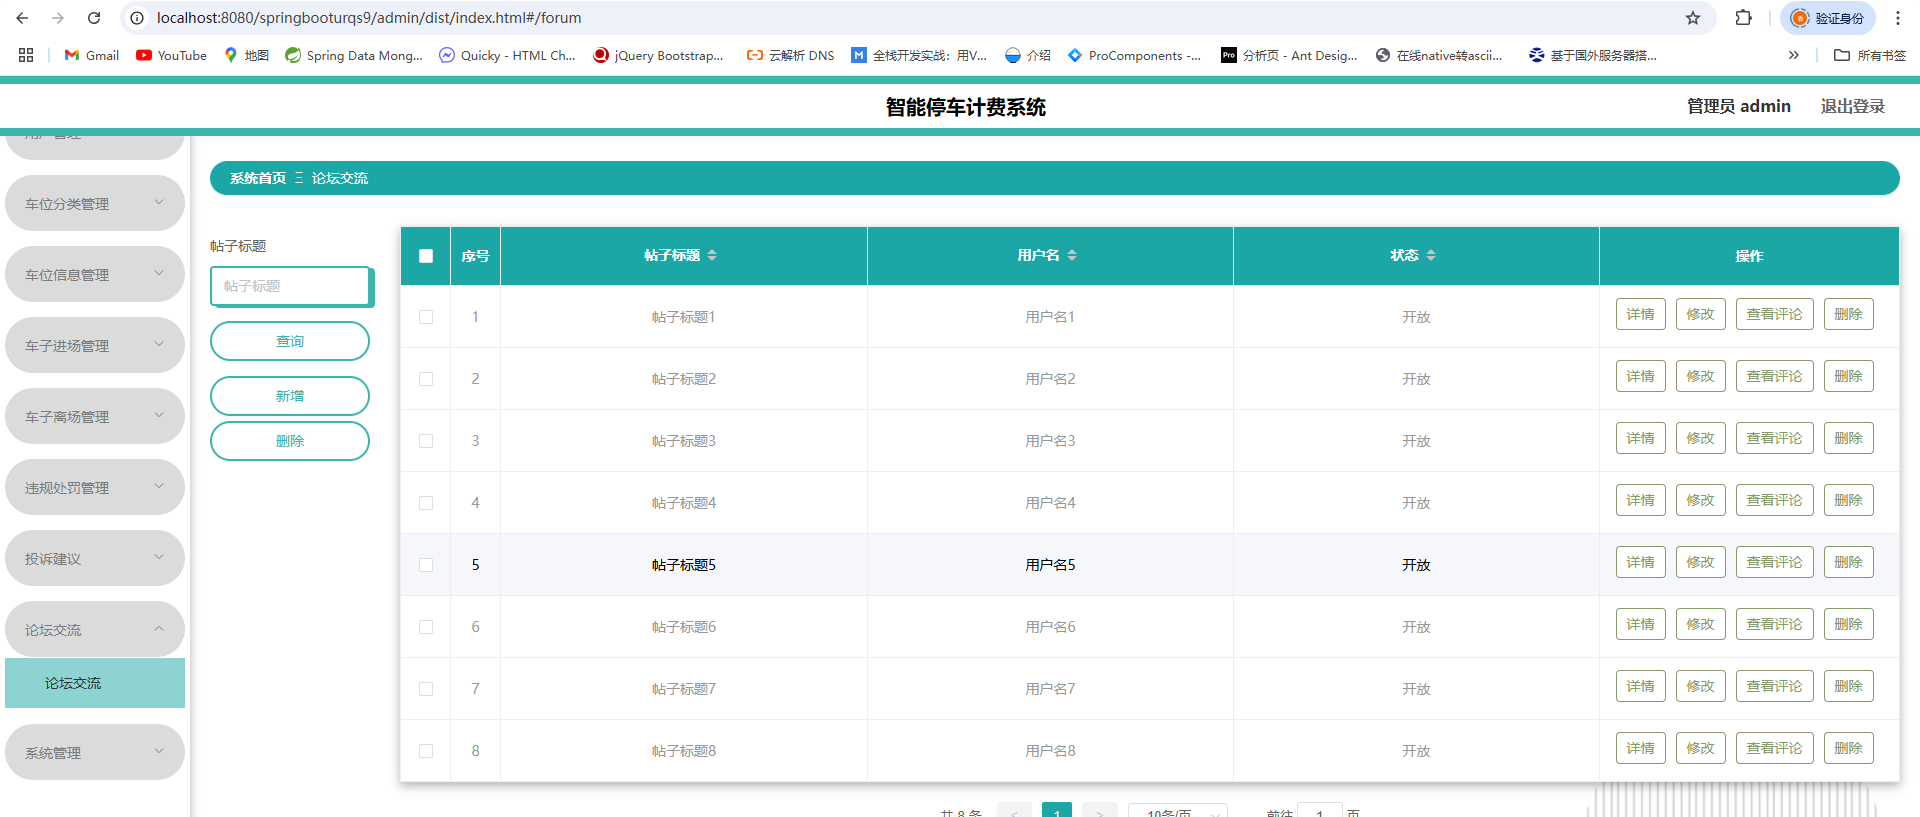 localhost:8080/springbooturqs9/admin/dist/index.html#/forum
验证身份
Gmail YouTube 地图 Spring Data Mong... Quicky - HTML Ch... jQuery Bootstrap... 云解析 DNS 全栈开发实战：用V... 介绍 ProComponents -... 分析页 - Ant Desig... 在线native转ascii... 基于国外服务器搭... » 所有书签
智能停车计费系统
管理员 admin 退出登录
用户管理
车位分类管理
车位信息管理
车子进场管理
车子离场管理
违规处罚管理
投诉建议
论坛交流
论坛交流
系统管理
系统首页 Ξ 论坛交流
帖子标题
帖子标题
查询
新增
删除
序号 帖子标题 用户名 状态 操作
1 帖子标题1 用户名1 开放 详情 修改 查看评论 删除
2 帖子标题2 用户名2 开放 详情 修改 查看评论 删除
3 帖子标题3 用户名3 开放 详情 修改 查看评论 删除
4 帖子标题4 用户名4 开放 详情 修改 查看评论 删除
5 帖子标题5 用户名5 开放 详情 修改 查看评论 删除
6 帖子标题6 用户名6 开放 详情 修改 查看评论 删除
7 帖子标题7 用户名7 开放 详情 修改 查看评论 删除
8 帖子标题8 用户名8 开放 详情 修改 查看评论 删除
共 8 条 < 1 > 10条/页 前往 1 页